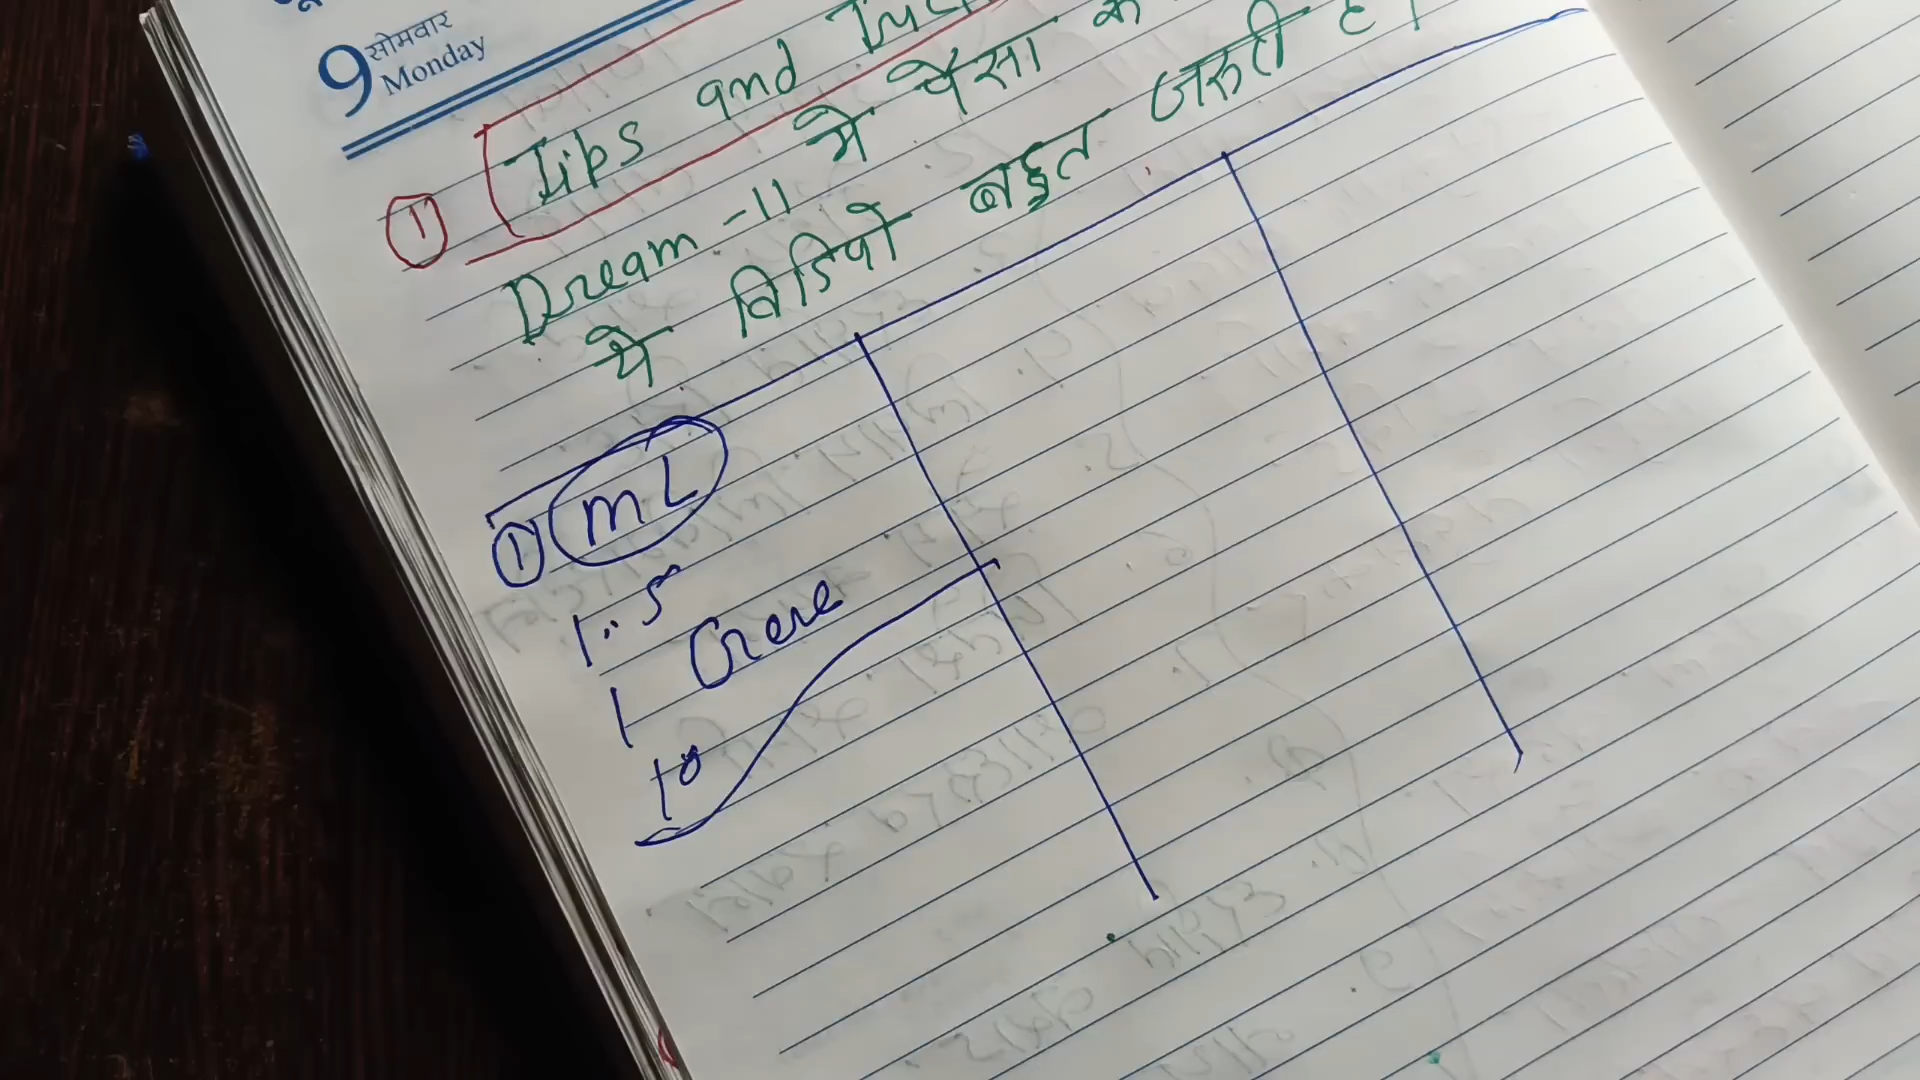 9 सोमवार
Monday
① Tips and
Dream-11 मे पैसा
ये विडियो बहुत जरुरी है।
① ML
1.5
Crore
1
10